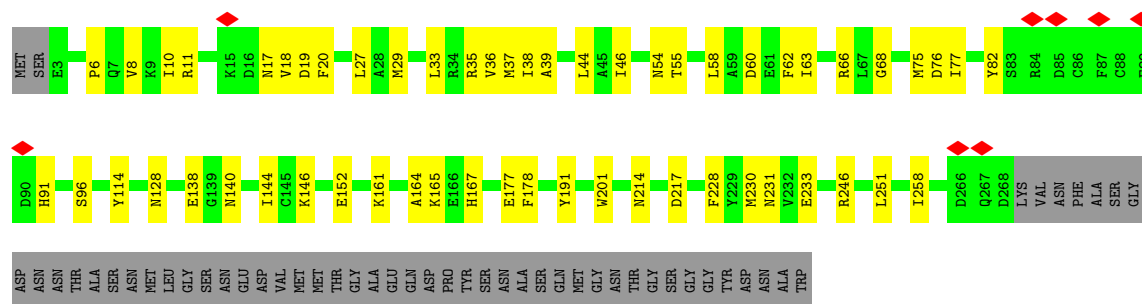 MET SER E3 P6 Q7 V8 K9 I10 R11 K15 D16 N17 V18 D19 F20 L27 A28 M29 L33 R34 R35 V36 M37 I38 A39 L44 A45 I46 N54 T55 L58 A59 D60 E61 F62 I63 R66 L67 G68 M75 D76 I77 Y82 S83 R84 D85 C86 F87 C88
D90 H91 S96 Y114 N128 E138 G139 N140 I144 C145 K146 E152 K161 A164 K165 E166 H167 E177 F178 Y191 W201 N214 D217 F228 Y229 M230 N231 V232 E233 R246 L251 I258 D266 Q267 D268 LYS VAL ASN PHE ALA SER GLY
ASP ASN ASN THR ALA SER ASN MET LEU GLY SER ASN GLU ASP VAL MET MET THR GLY ALA GLU GLN ASP PRO TYR SER ASN ALA SER GLN MET GLY ASN THR GLY SER GLY GLY TYR ASP ASN ALA TRP